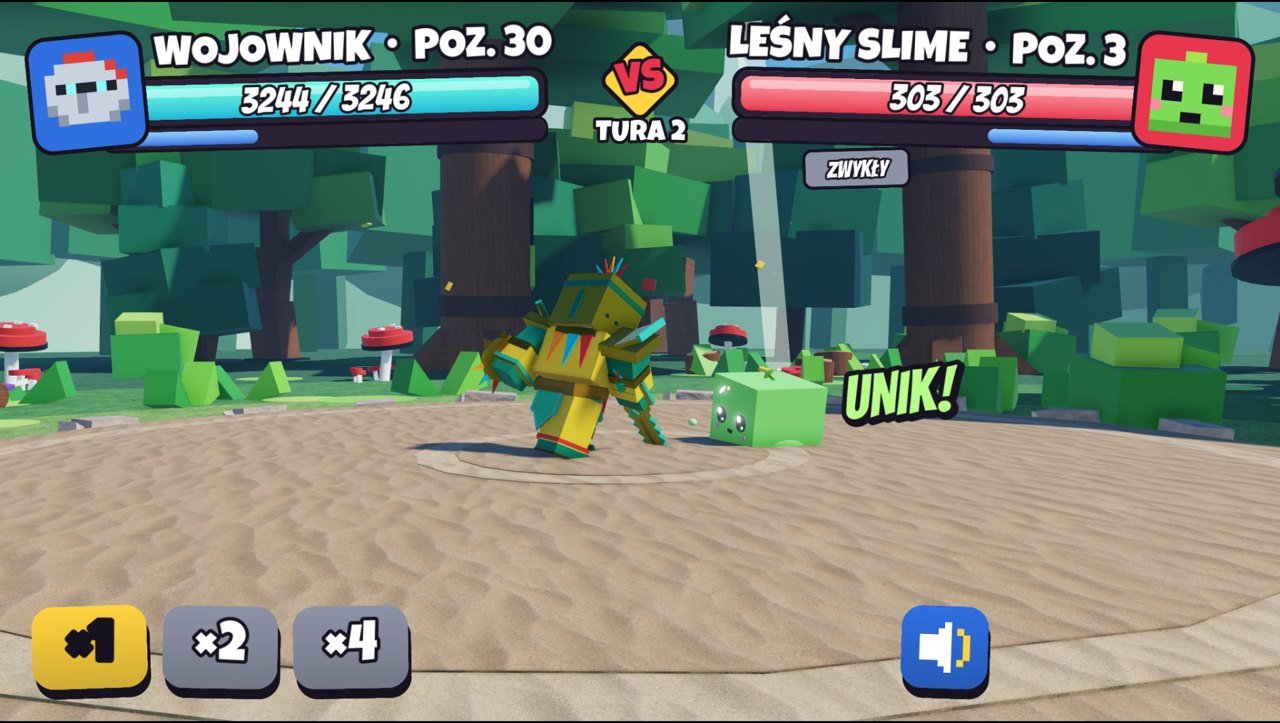 WOJOWNIK • POZ. 30
3244 / 3246
VS
TURA 2
LEŚNY SLIME • POZ. 3
303 / 303
ZWYKŁY
UNIK!
×1
×2
×4